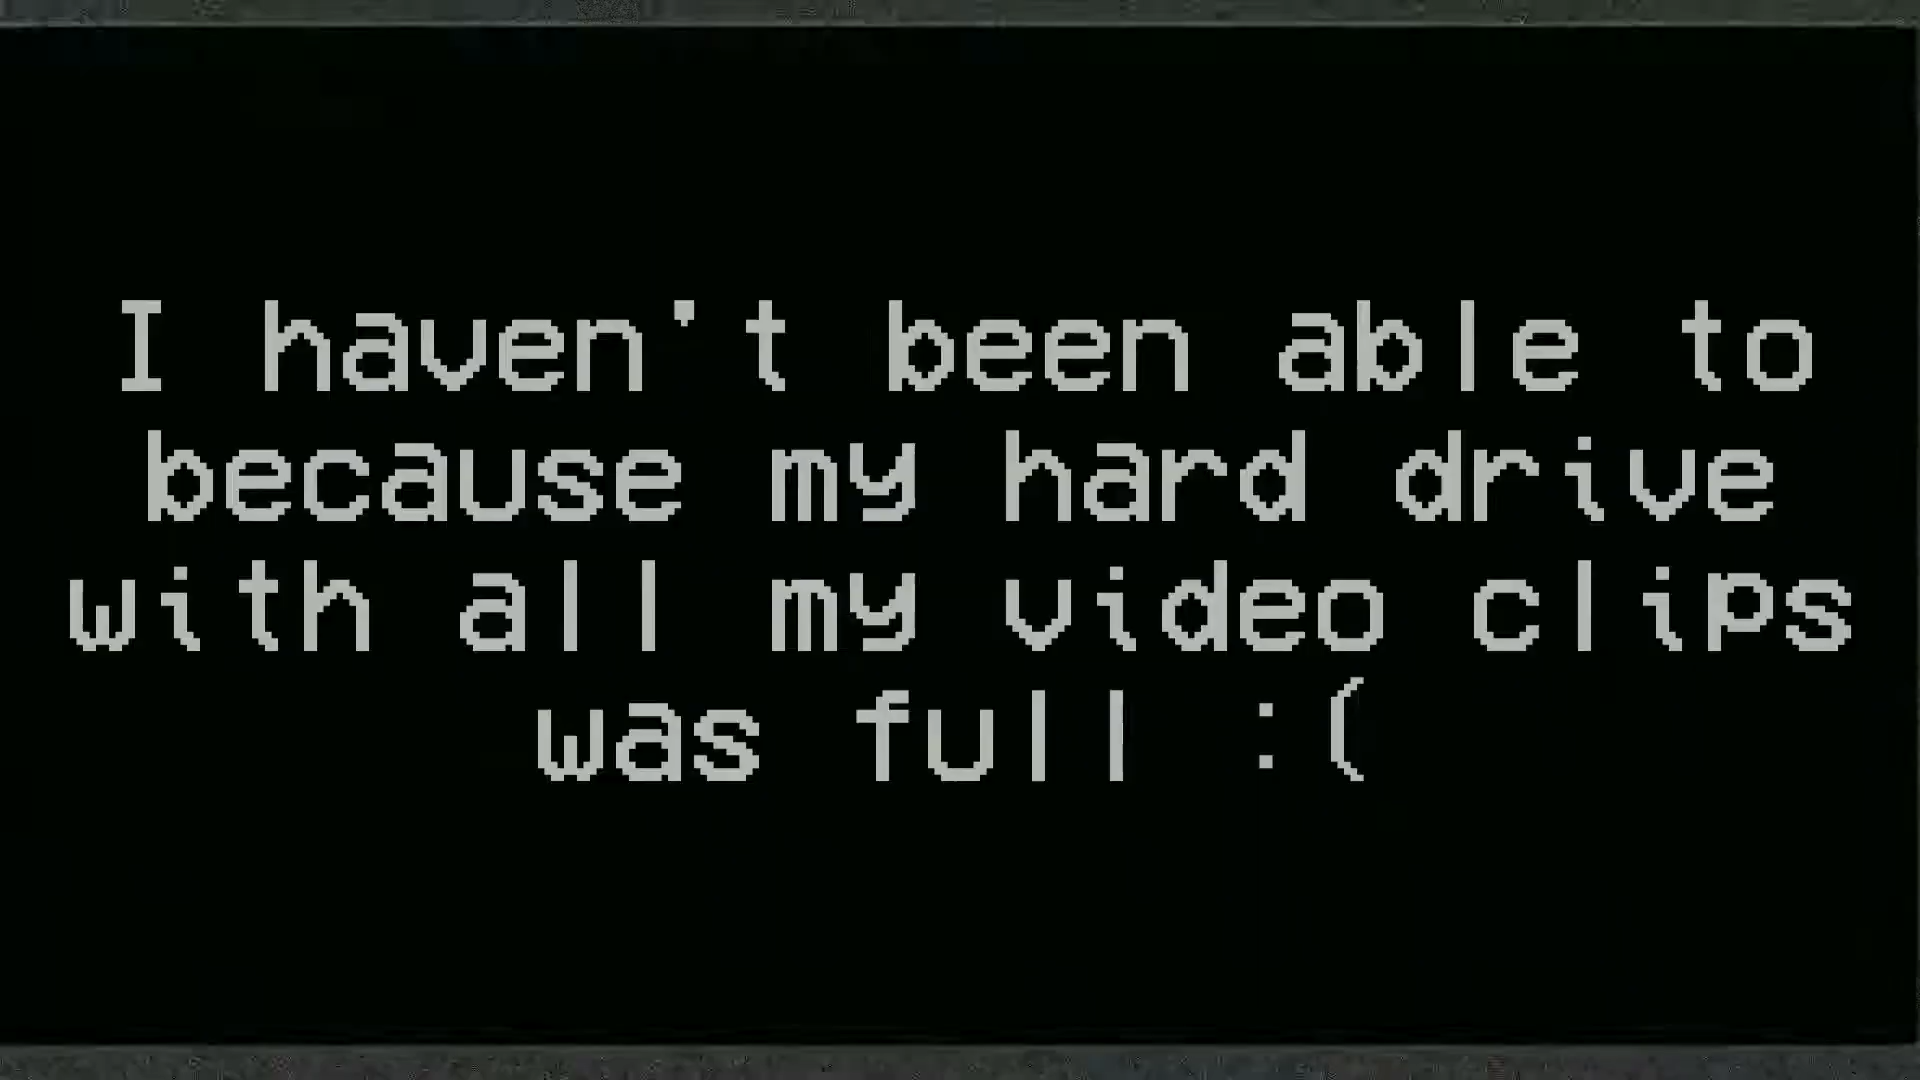 I haven't been able to
because my hard drive
with all my video clips
was full :(